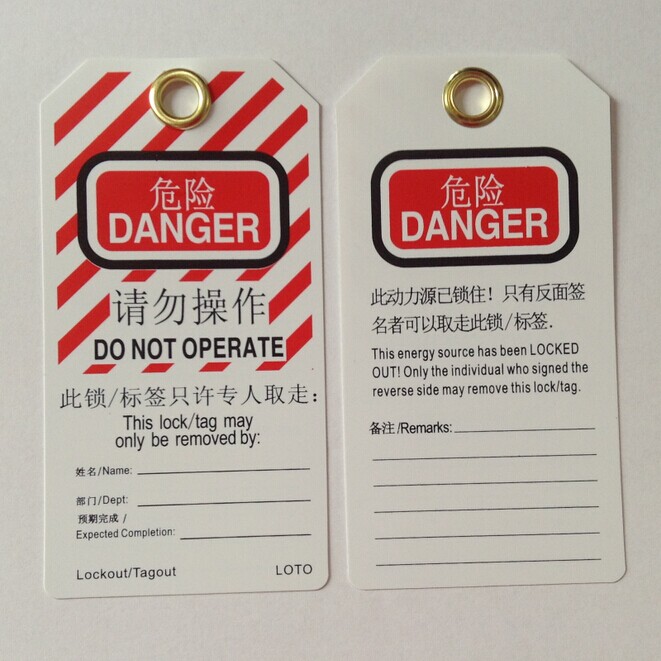 危险
DANGER
请勿操作
DO NOT OPERATE
此锁/标签只许专人取走：
This lock/tag may
only be removed by:
姓名/Name:
部门/Dept:
预期完成 /
Expected Completion:
Lockout/Tagout LOTO
危险
DANGER
此动力源已锁住！只有反面签
名者可以取走此锁/标签.
This energy source has been LOCKED
OUT! Only the individual who signed the
reverse side may remove this lock/tag.
备注/Remarks: